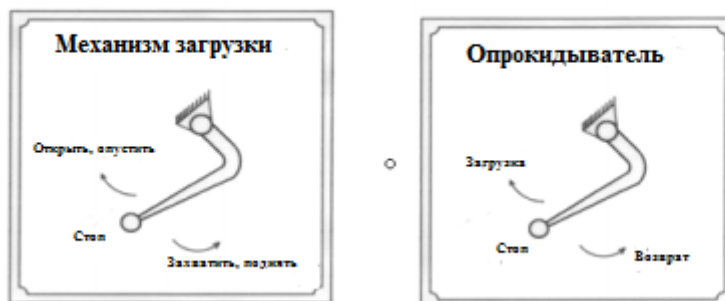 Механизм загрузки
Открыть, опустить
Стоп
Захватить, поднять
Опрокидыватель
Загрузка
Стоп
Возврат